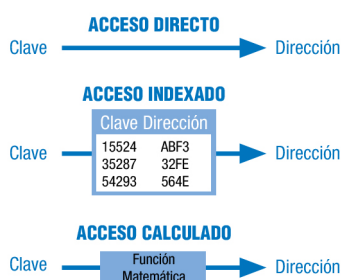 ACCESO DIRECTO
Clave Dirección
ACCESO INDEXADO
Clave Dirección
15524 ABF3
Clave 35287 32FE Dirección
54293 564E
ACCESO CALCULADO
Función
Clave Dirección
Matemática